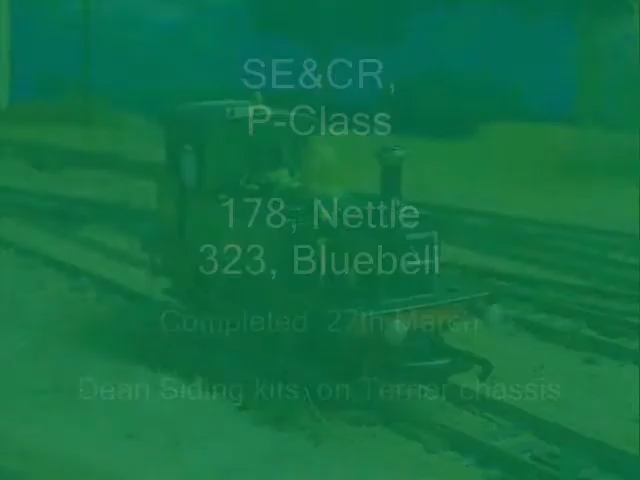 SE&CR,
P-Class
178, Nettle
323, Bluebell
Completed 27th March
Dean Siding kits, on Terrier chassis